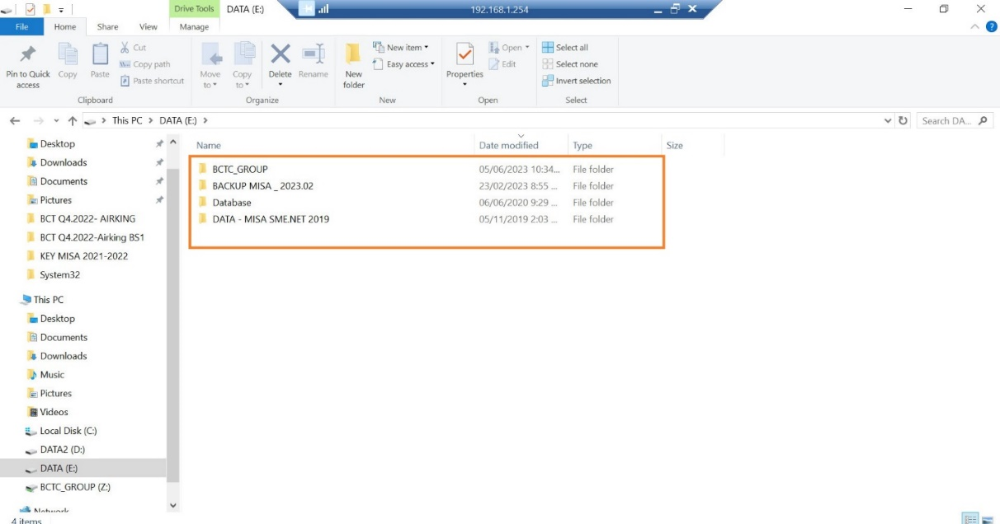 Drive Tools DATA (E:) 192.168.1.254
File Home Share View Manage
Pin to Quick access
Copy
Paste
Cut
Copy path
Paste shortcut
Clipboard
Move to
Copy to
Delete
Rename
Organize
New folder
New item
Easy access
New
Properties
Open
Edit
Open
Select all
Select none
Invert selection
Select
This PC > DATA (E:) >
Search DA...
Desktop
Downloads
Documents
Pictures
BCT Q4.2022- AIRKING
BCT Q4.2022-Airking BS1
KEY MISA 2021-2022
System32
This PC
Desktop
Documents
Downloads
Music
Pictures
Videos
Local Disk (C:)
DATA2 (D:)
DATA (E:)
BCTC_GROUP (Z:)
Network
4 items
Name Date modified Type Size
BCTC_GROUP 05/06/2023 10:34... File folder
BACKUP MISA _ 2023.02 23/02/2023 8:55 ... File folder
Database 06/06/2020 9:29 ... File folder
DATA - MISA SME.NET 2019 05/11/2019 2:03 ... File folder